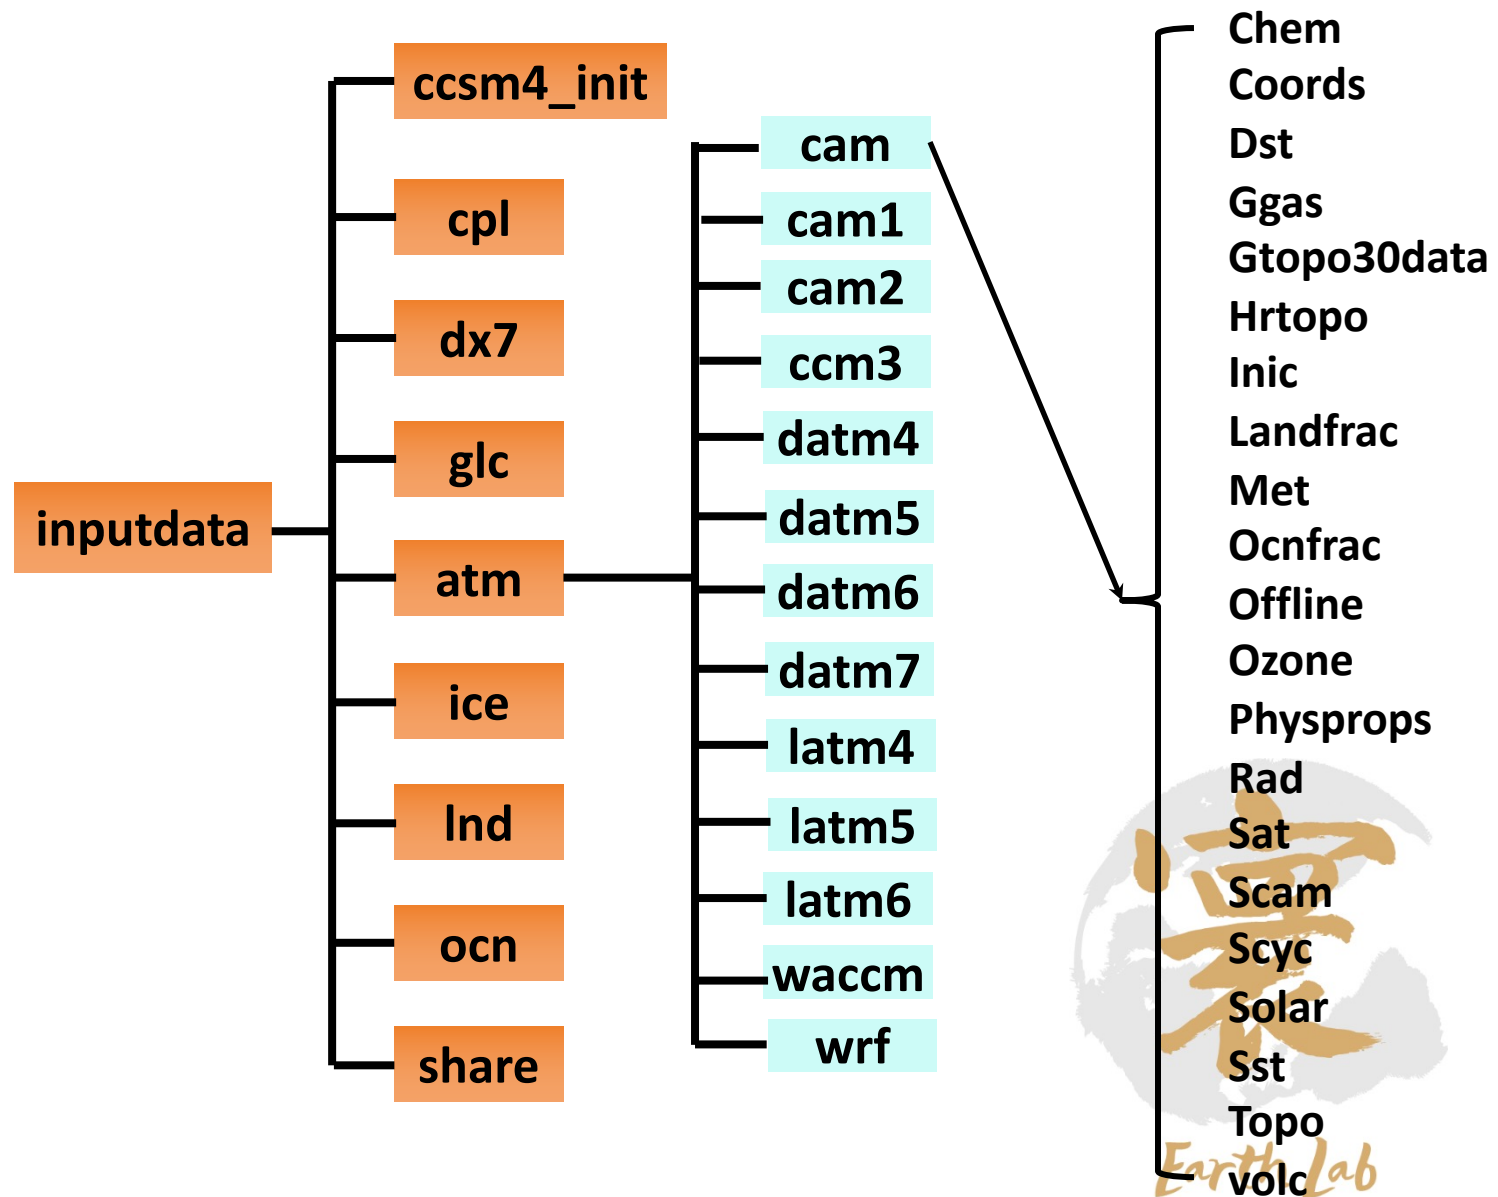 inputdata
ccsm4_init
cpl
dx7
glc
atm
ice
lnd
ocn
share
cam
cam1
cam2
ccm3
datm4
datm5
datm6
datm7
latm4
latm5
latm6
waccm
wrf
Chem
Coords
Dst
Ggas
Gtopo30data
Hrtopo
Inic
Landfrac
Met
Ocnfrac
Offline
Ozone
Physprops
Rad
Sat
Scam
Scyc
Solar
Sst
Topo
volc
Earth Lab